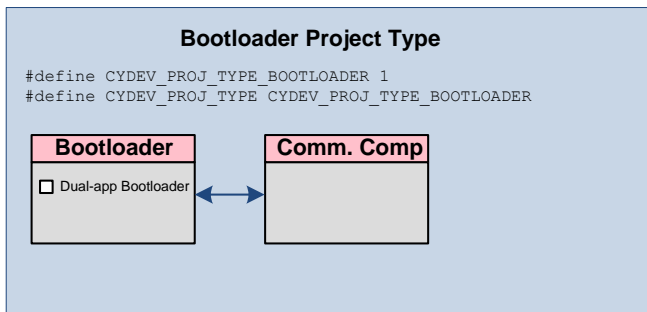 Bootloader Project Type
#define CYDEV_PROJ_TYPE_BOOTLOADER 1
#define CYDEV_PROJ_TYPE CYDEV_PROJ_TYPE_BOOTLOADER
Bootloader
Comm. Comp
Dual-app Bootloader